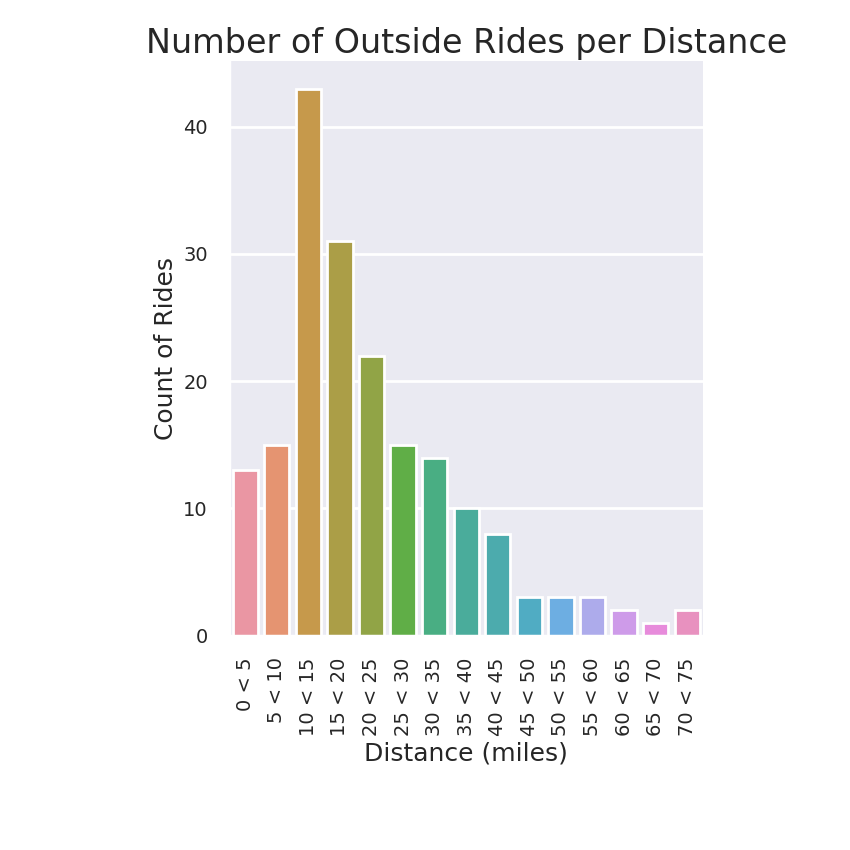 Number of Outside Rides per Distance
Count of Rides
40
30
20
10
0
0 < 5
5 < 10
10 < 15
15 < 20
20 < 25
25 < 30
30 < 35
35 < 40
40 < 45
45 < 50
50 < 55
55 < 60
60 < 65
65 < 70
70 < 75
Distance (miles)